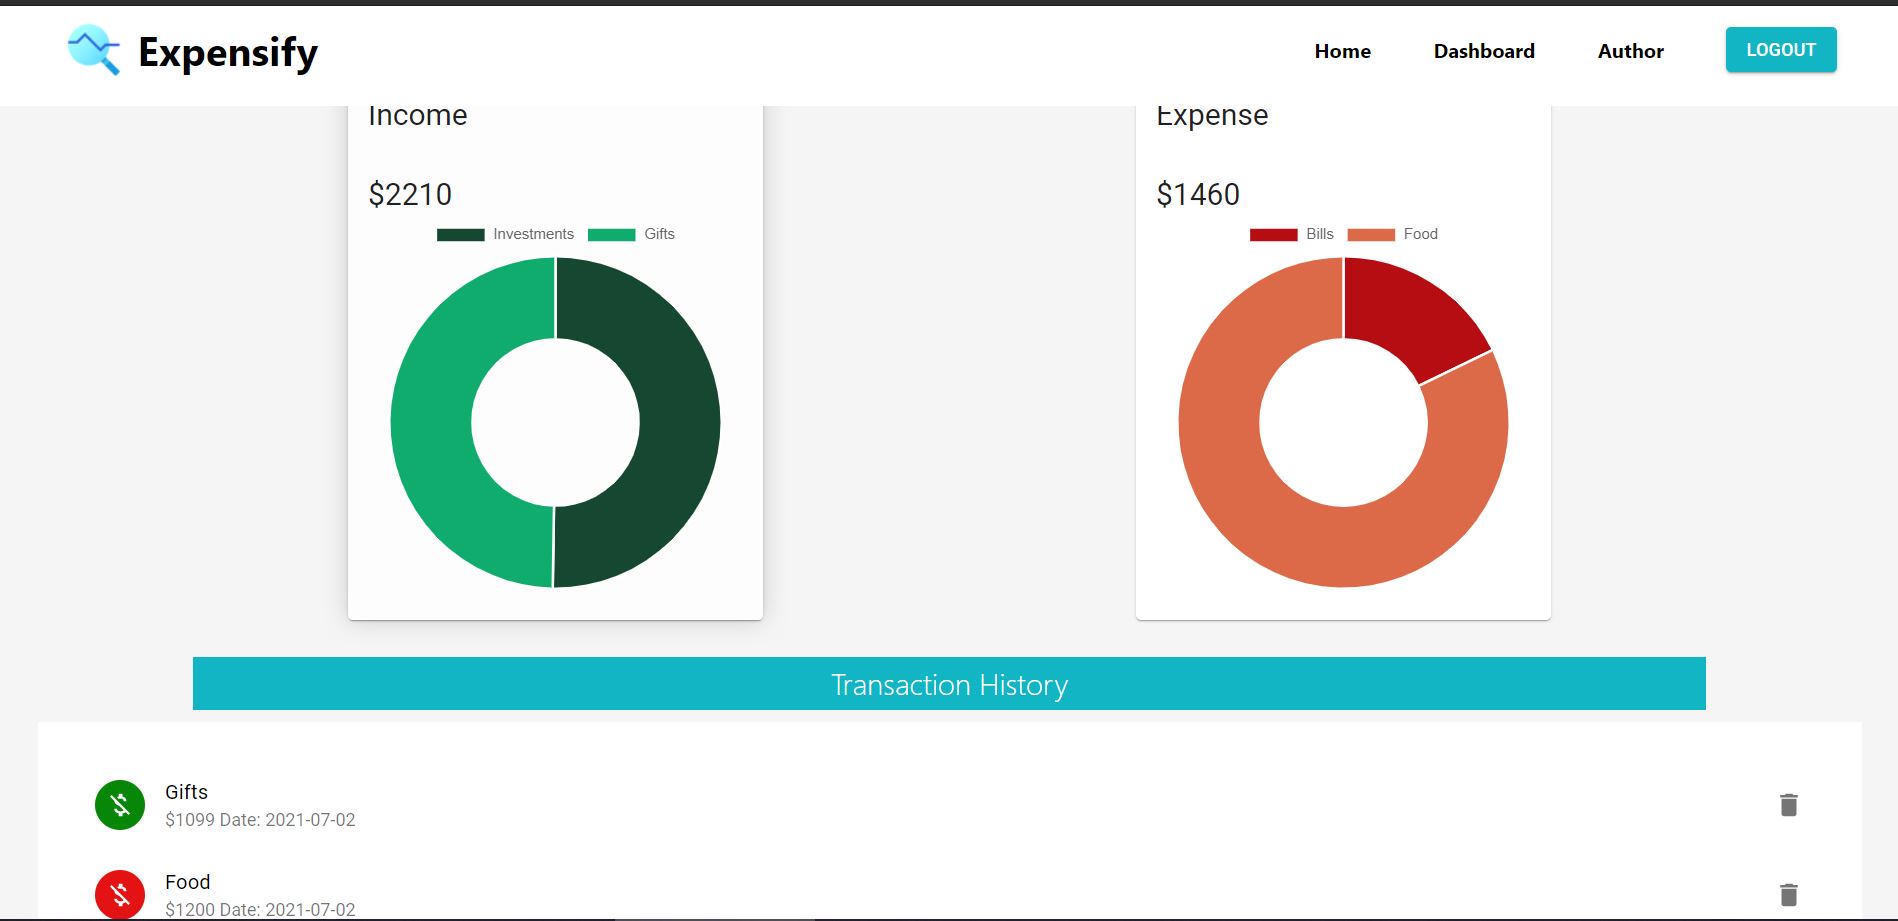 Expensify
Home Dashboard Author LOGOUT
Income
$2210
Investments Gifts
Expense
$1460
Bills Food
Transaction History
Gifts
$1099 Date: 2021-07-02
Food
$1200 Date: 2021-07-02